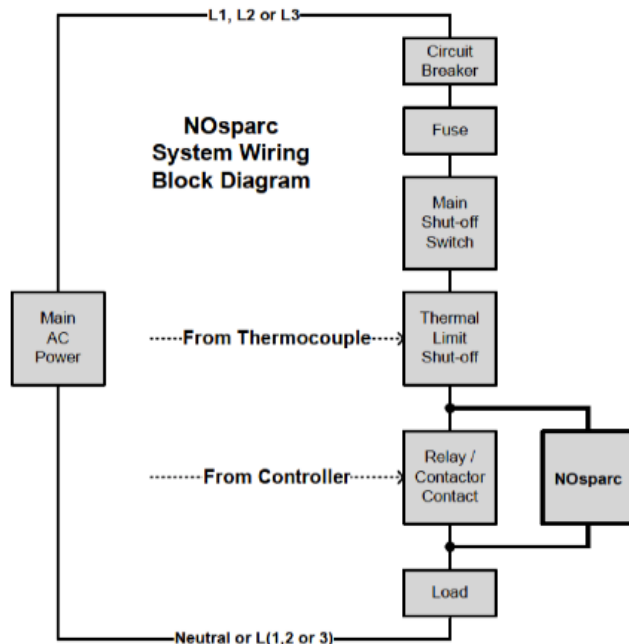 L1, L2 or L3
Circuit
Breaker
NOsparc
System Wiring
Block Diagram
Fuse
Main
Shut-off
Switch
Main
AC
Power
From Thermocouple
Thermal
Limit
Shut-off
From Controller
Relay /
Contactor
Contact
NOsparc
Load
Neutral or L(1,2 or 3)